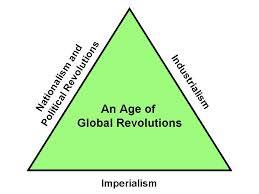 Nationalism and
Political Revolutions
Industrialism
An Age of
Global Revolutions
Imperialism